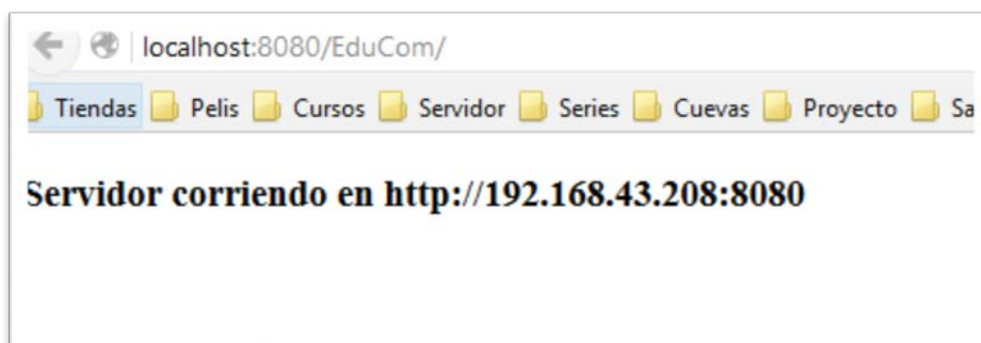 localhost:8080/EduCom/
Tiendas Pelis Cursos Servidor Series Cuevas Proyecto Sa
Servidor corriendo en http://192.168.43.208:8080